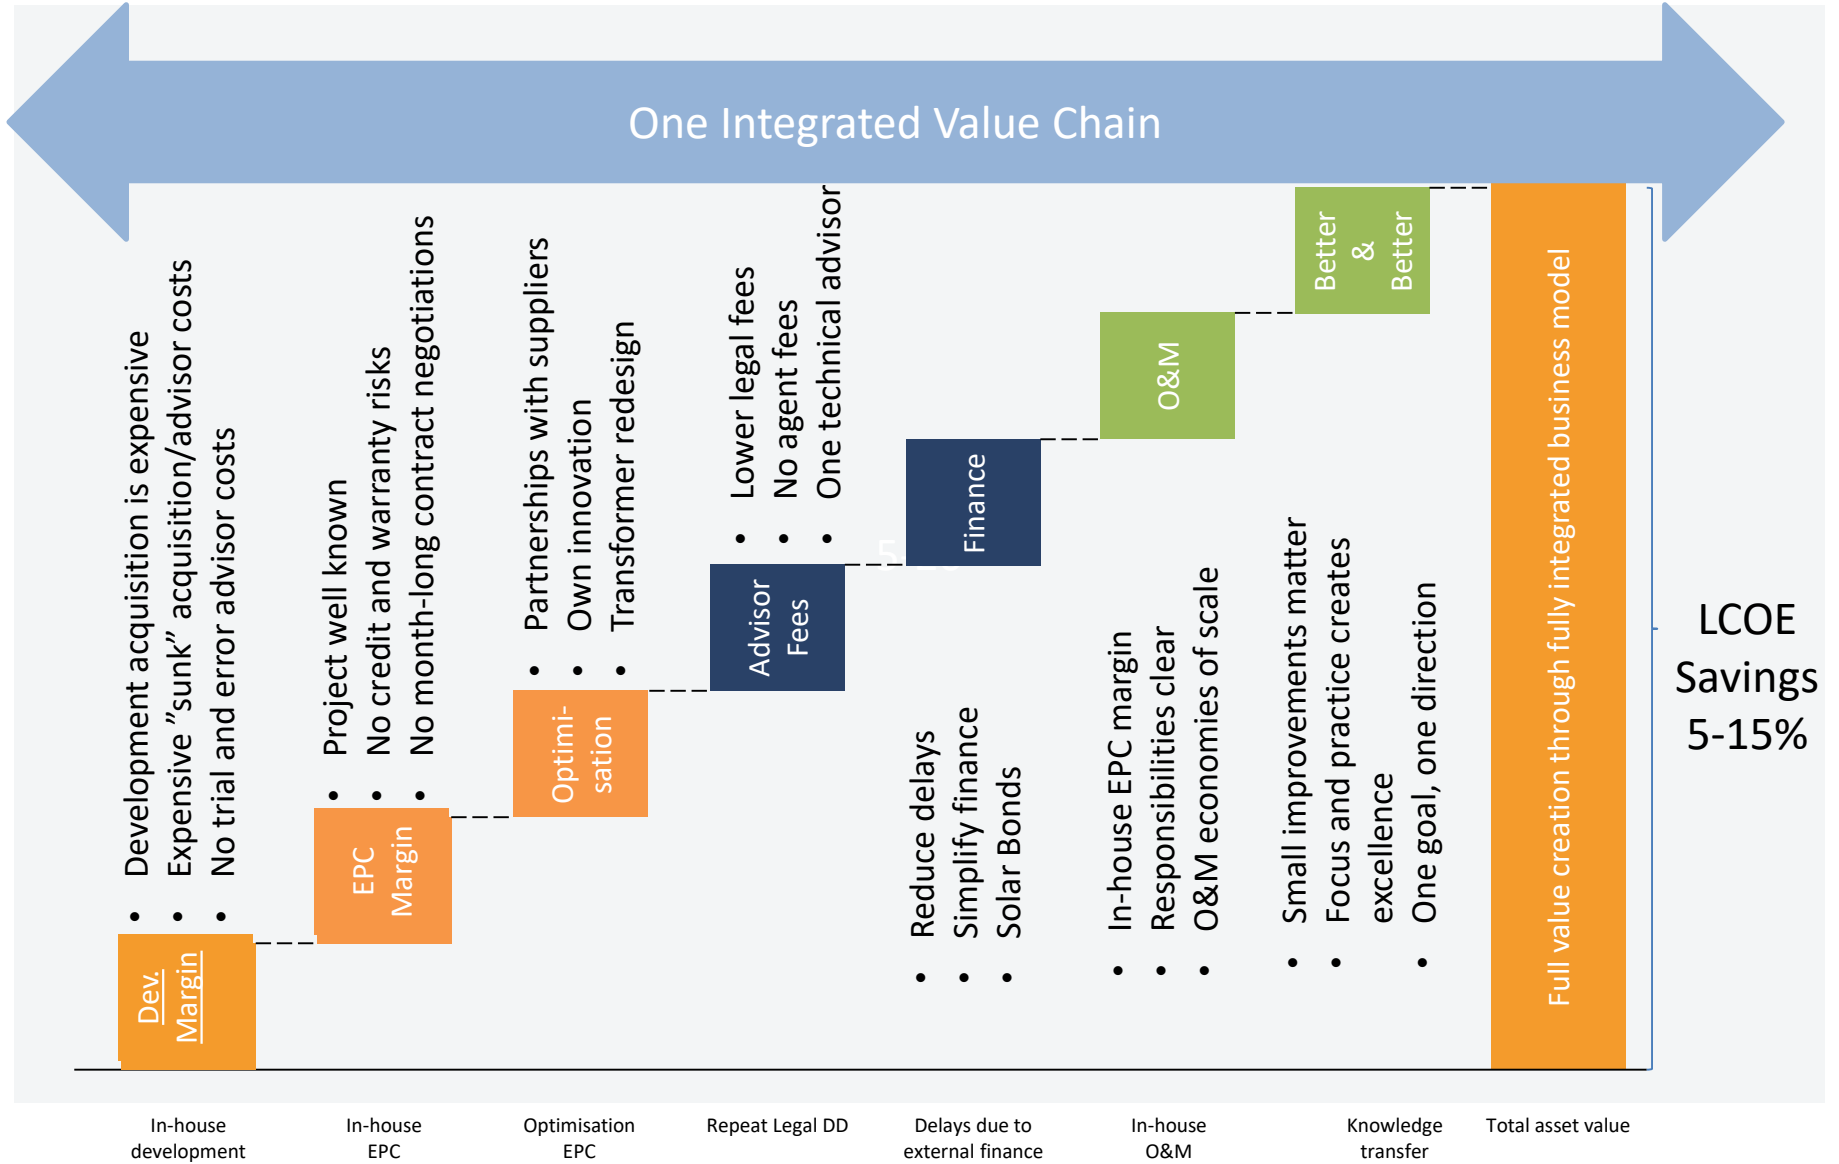 One Integrated Value Chain
Development acquisition is expensive
Expensive ”sunk” acquisition/advisor costs
No trial and error advisor costs
Dev.
Margin
Project well known
No credit and warranty risks
No month-long contract negotiations
EPC
Margin
Partnerships with suppliers
Own innovation
Transformer redesign
Optimi-
sation
Lower legal fees
No agent fees
One technical advisor
Advisor
Fees
Finance
Reduce delays
Simplify finance
Solar Bonds
O&M
In-house EPC margin
Responsibilities clear
O&M economies of scale
Better
&
Better
Small improvements matter
Focus and practice creates
excellence
One goal, one direction
Full value creation through fully integrated business model
LCOE
Savings
5-15%
In-house
development
In-house
EPC
Optimisation
EPC
Repeat Legal DD
Delays due to
external finance
In-house
O&M
Knowledge
transfer
Total asset value